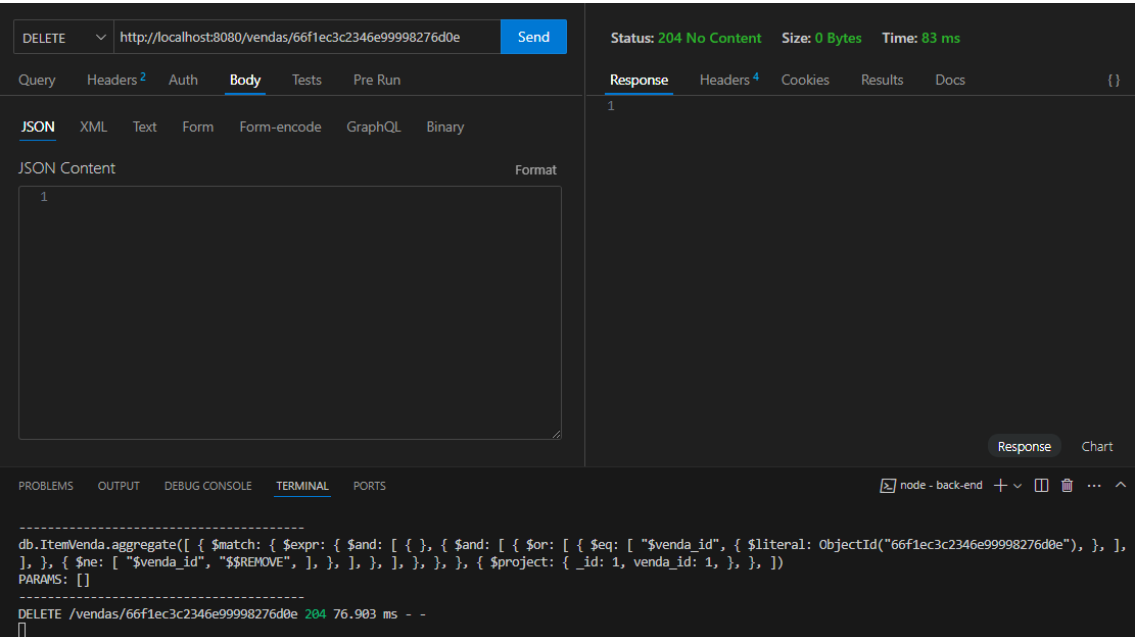 DELETE http://localhost:8080/vendas/66f1ec3c2346e99998276d0e Send
Query Headers 2 Auth Body Tests Pre Run
JSON XML Text Form Form-encode GraphQL Binary
JSON Content Format
1
Status: 204 No Content Size: 0 Bytes Time: 83 ms
Response Headers 4 Cookies Results Docs {}
1
Response Chart
PROBLEMS OUTPUT DEBUG CONSOLE TERMINAL PORTS node - back-end
----------------------------------------
db.ItemVenda.aggregate([ { $match: { $expr: { $and: [ { }, { $and: [ { $or: [ { $eq: [ "$venda_id", { $literal: ObjectId("66f1ec3c2346e99998276d0e"), }, ],
], }, { $ne: [ "$venda_id", "$$REMOVE", ], }, ], }, ], }, }, }, { $project: { _id: 1, venda_id: 1, }, }, ])
PARAMS: []
----------------------------------------
DELETE /vendas/66f1ec3c2346e99998276d0e 204 76.903 ms - -